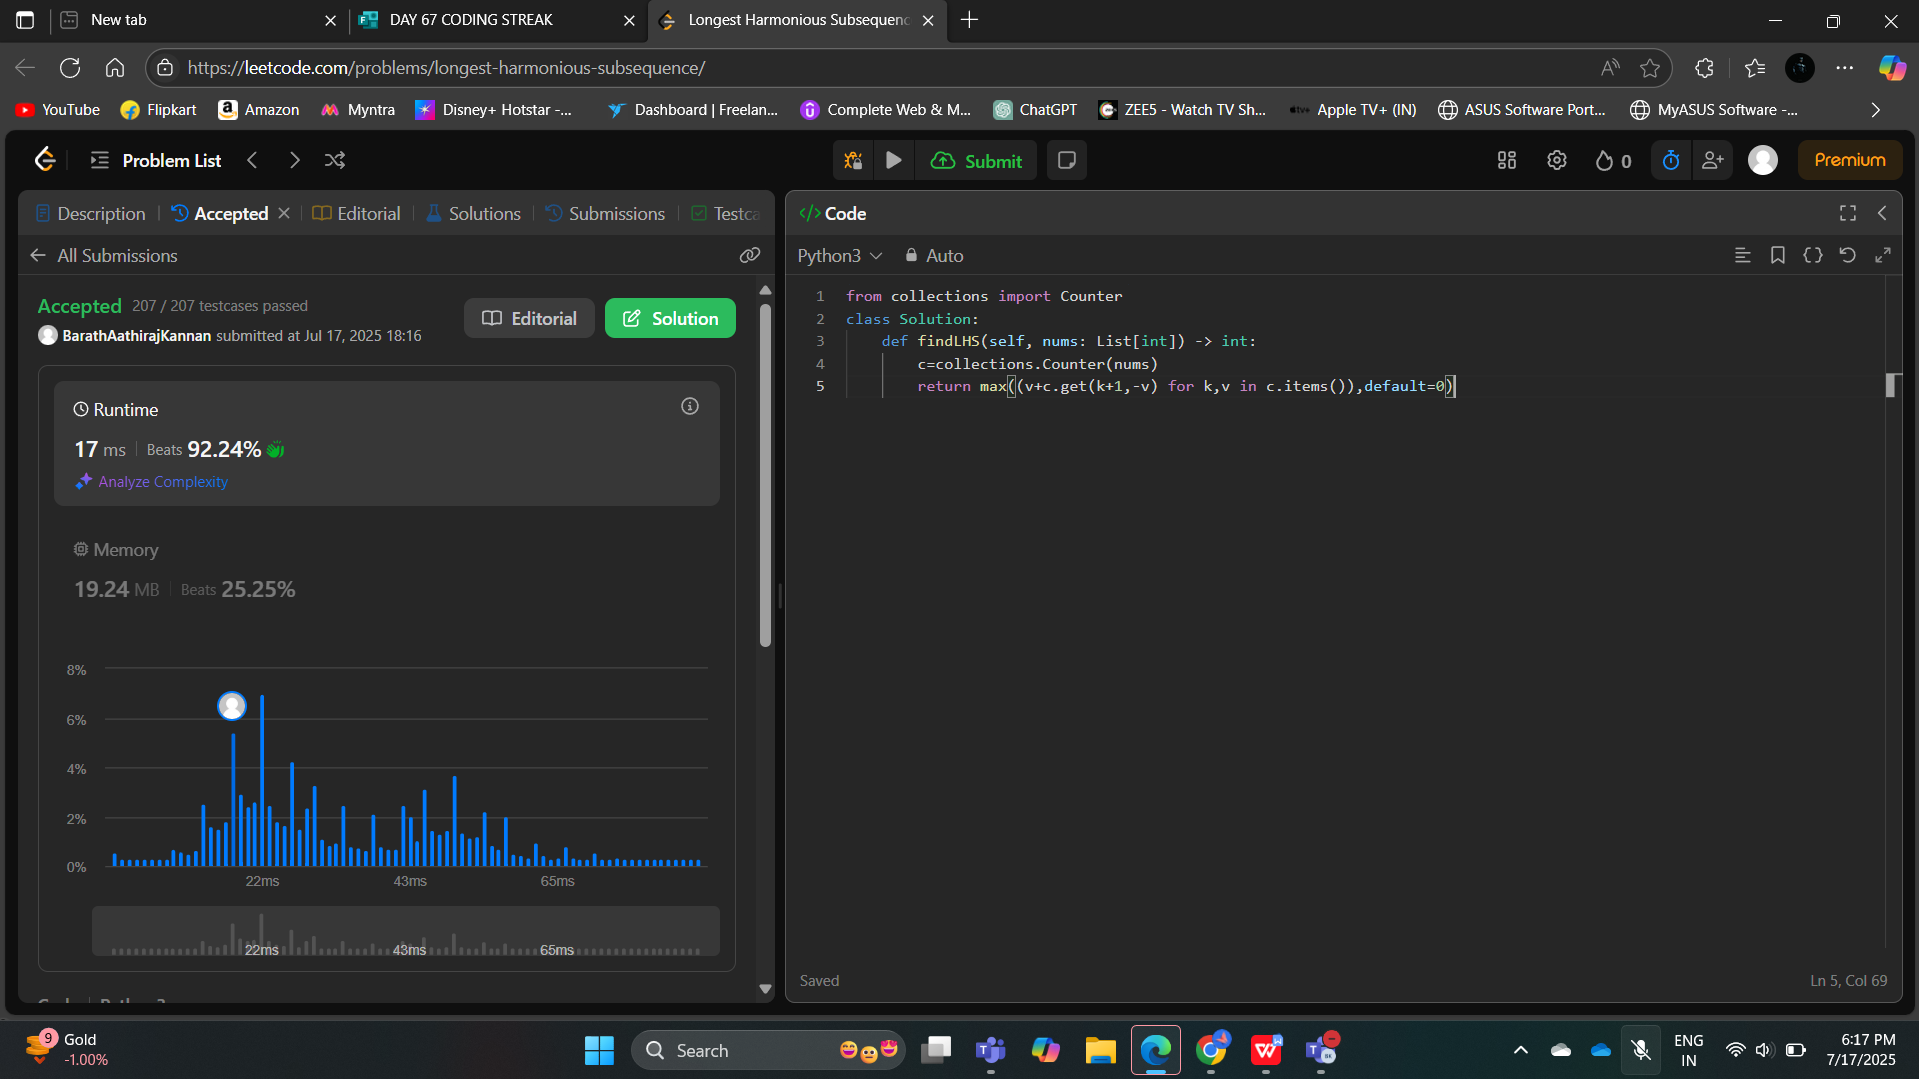 New tab
DAY 67 CODING STREAK
Longest Harmonious Subsequenc
https://leetcode.com/problems/longest-harmonious-subsequence/
YouTube
Flipkart
Amazon
Myntra
Disney+ Hotstar -...
Dashboard | Freelan...
Complete Web & M...
ChatGPT
ZEE5 - Watch TV Sh...
Apple TV+ (IN)
ASUS Software Port...
MyASUS Software -...
Problem List
Submit
0
Premium
Description
Accepted
Editorial
Solutions
Submissions
Testca
All Submissions
Accepted 207 / 207 testcases passed
BarathAathirajKannan submitted at Jul 17, 2025 18:16
Editorial
Solution
Runtime
17 ms
Beats 92.24%
Analyze Complexity
Memory
19.24 MB
Beats 25.25%
8%
6%
4%
2%
0%
22ms
43ms
65ms
22ms
43ms
65ms
</> Code
Python3
Auto
1 from collections import Counter
2 class Solution:
3 def findLHS(self, nums: List[int]) -> int:
4 c=collections.Counter(nums)
5 return max((v+c.get(k+1,-v) for k,v in c.items()),default=0)
Saved
Ln 5, Col 69
9
Gold
-1.00%
Search
ENG
IN
6:17 PM
7/17/2025